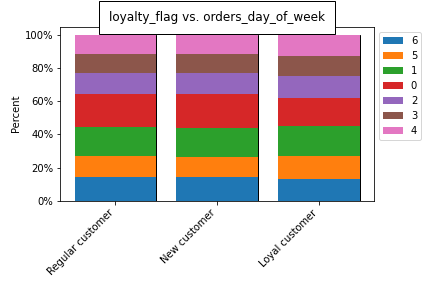 loyalty_flag vs. orders_day_of_week
100%
80%
60%
40%
20%
0%
Percent
Regular customer
New customer
Loyal customer
6
5
1
0
2
3
4